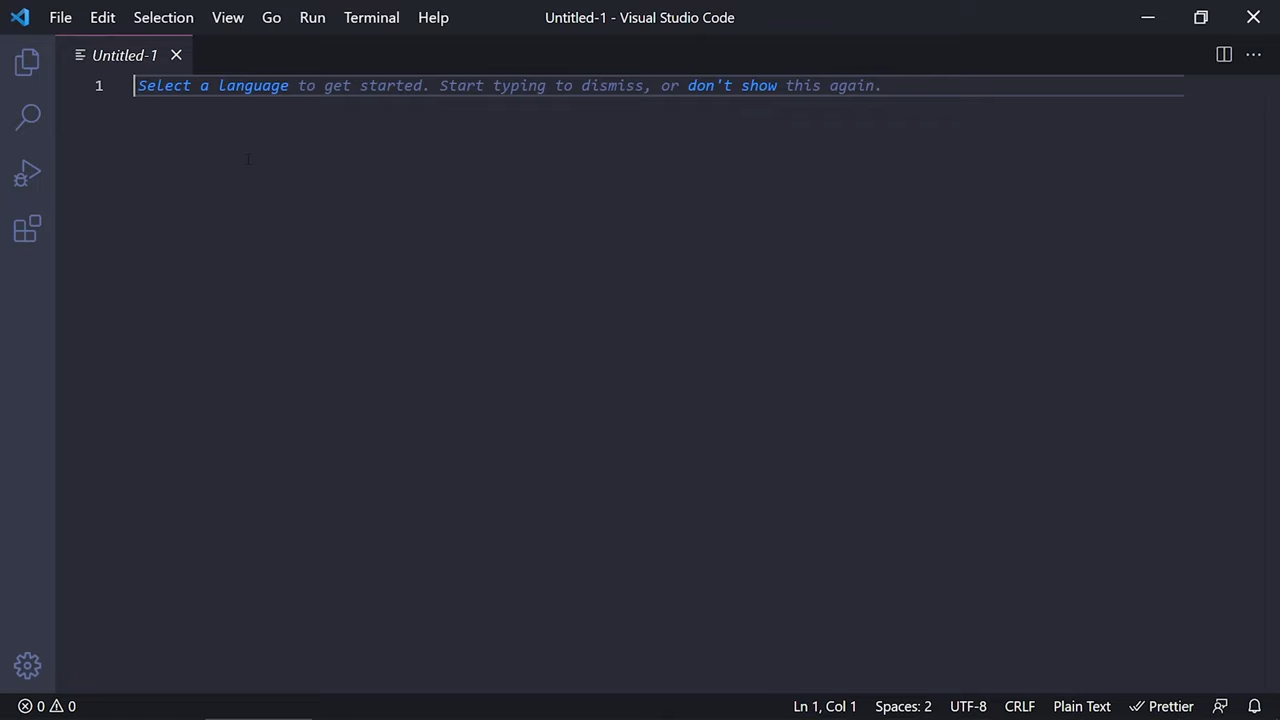 File Edit Selection View Go Run Terminal Help Untitled-1 - Visual Studio Code
Untitled-1
1 Select a language to get started. Start typing to dismiss, or don't show this again.
0 0 Ln 1, Col 1 Spaces: 2 UTF-8 CRLF Plain Text Prettier